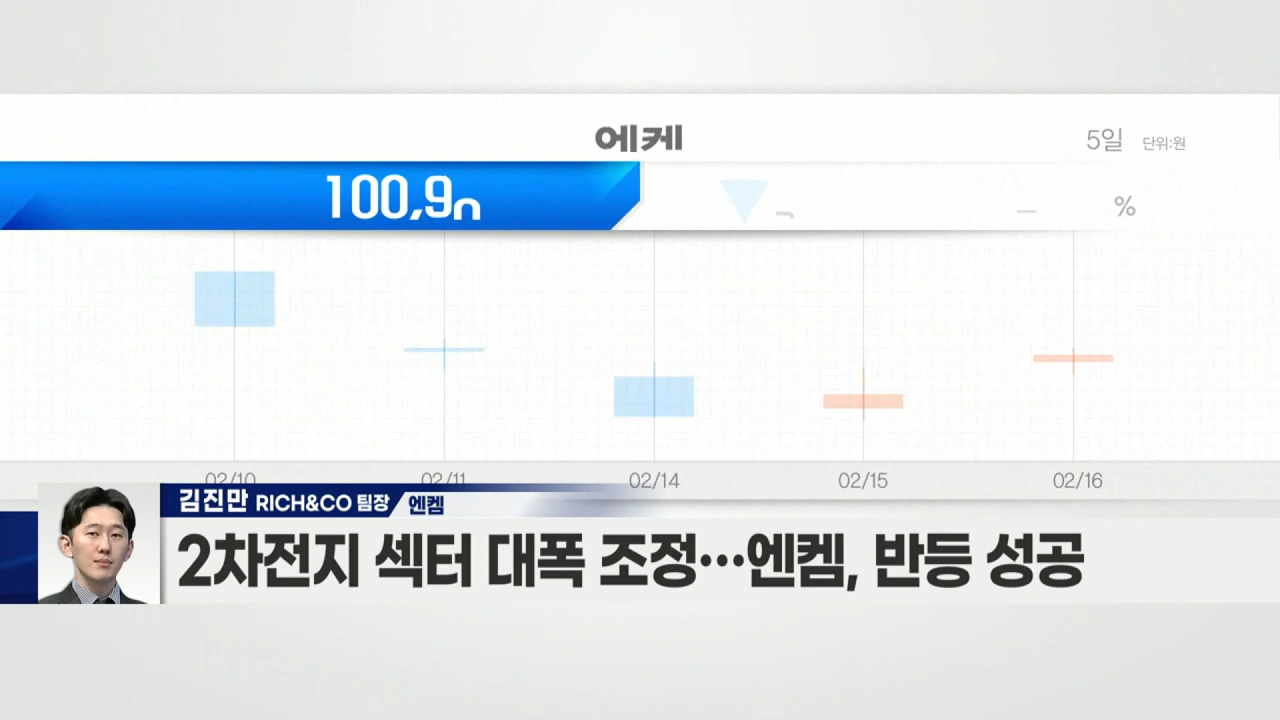 에케
5일 단위:원
%
02/10 02/11 02/14 02/15 02/16
김진만 RICH&CO 팀장 엔켐
2차전지 섹터 대폭 조정…엔켐, 반등 성공